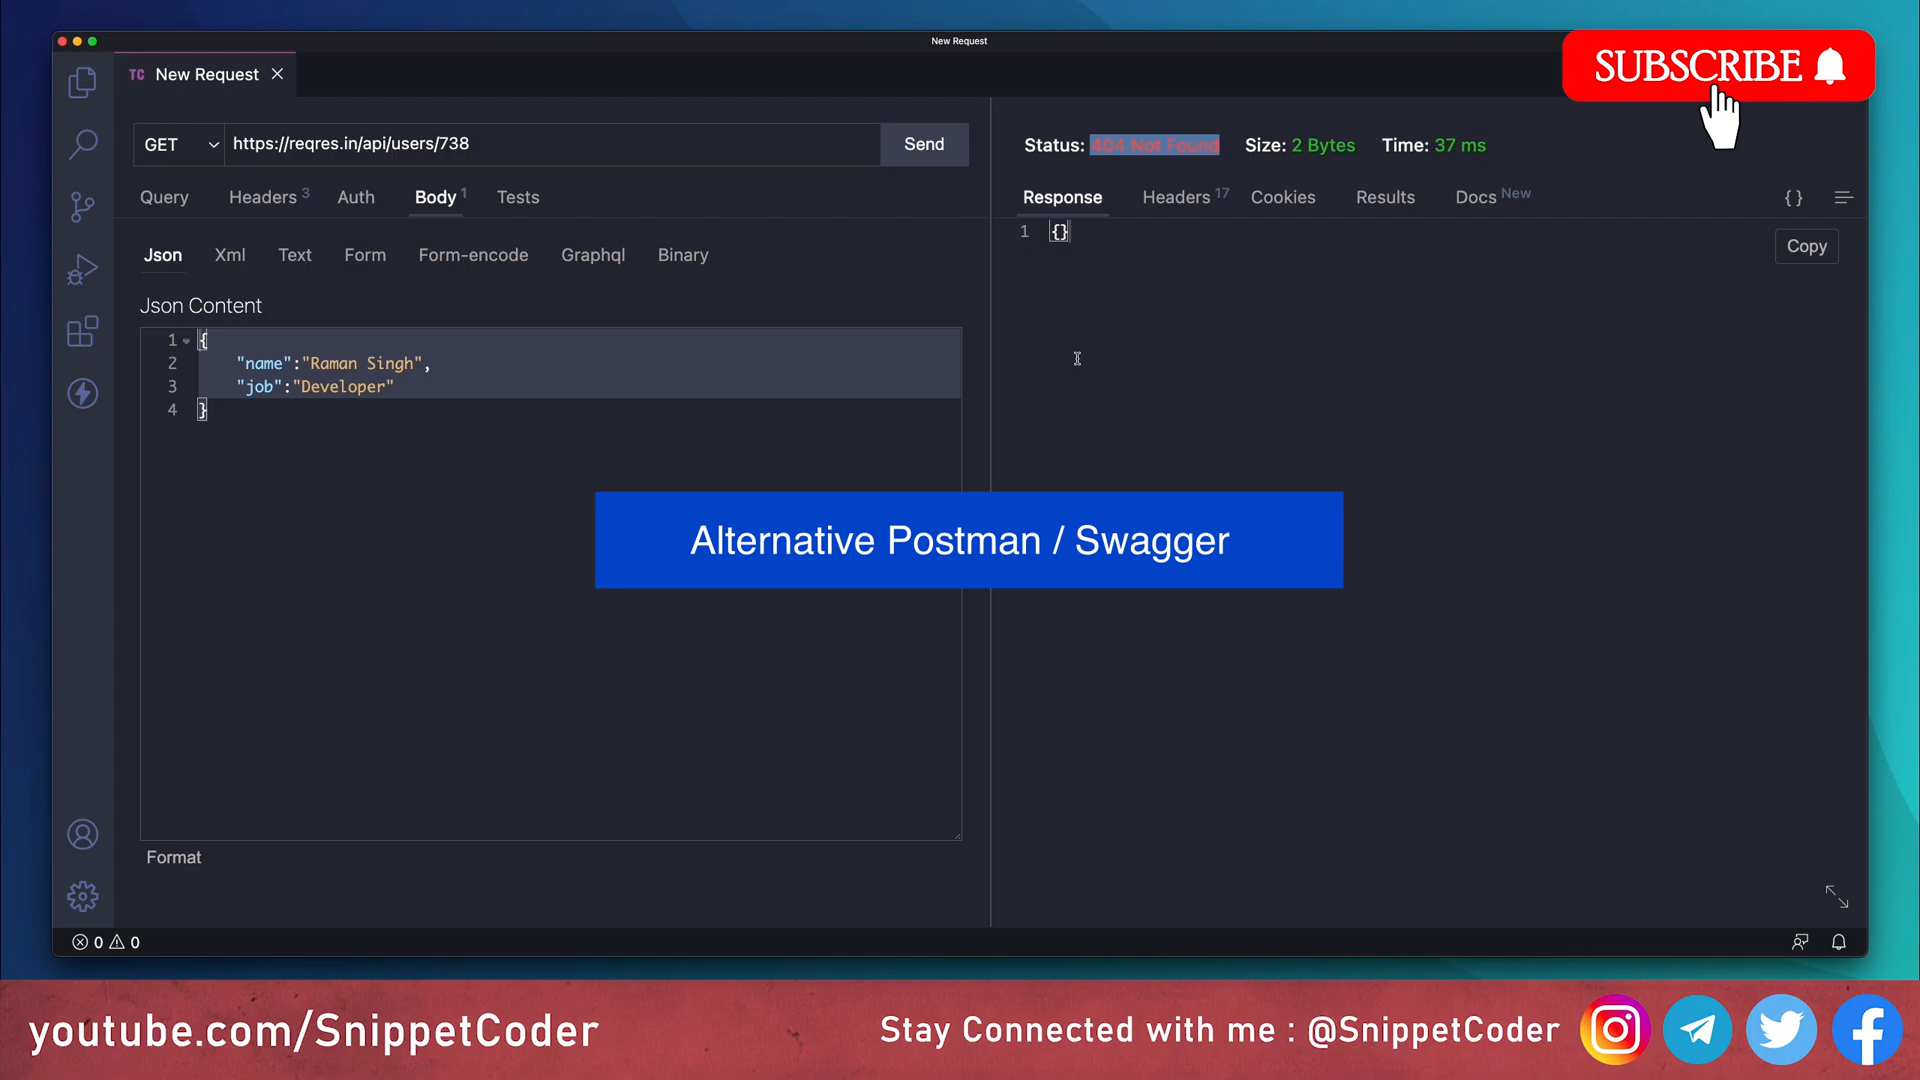 New Request
SUBSCRIBE
TC New Request
GET https://reqres.in/api/users/738 Send
Status: 404 Not Found Size: 2 Bytes Time: 37 ms
Query Headers 3 Auth Body 1 Tests
Response Headers 17 Cookies Results Docs New {}
1 {}
Copy
Json Xml Text Form Form-encode Graphql Binary
Json Content
1 {
2 "name":"Raman Singh",
3 "job":"Developer"
4 }
Alternative Postman / Swagger
Format
0 0
youtube.com/SnippetCoder
Stay Connected with me : @SnippetCoder